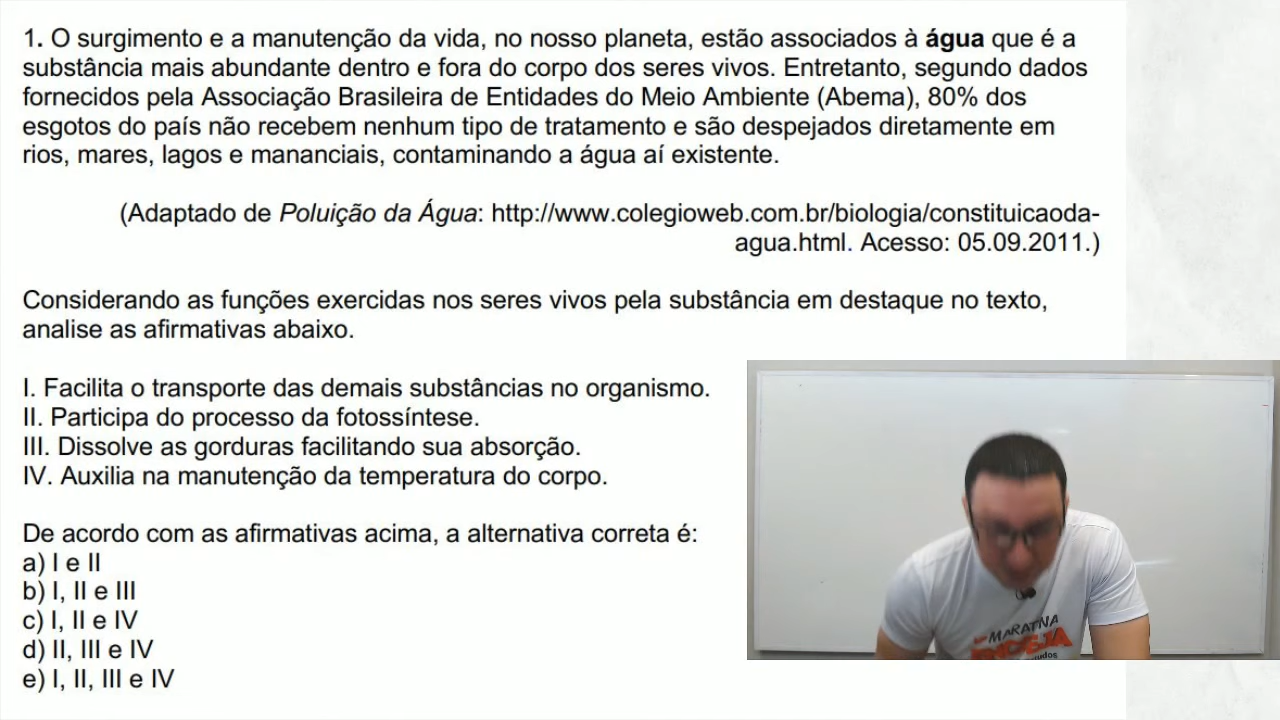 1. O surgimento e a manutenção da vida, no nosso planeta, estão associados à água que é a
substância mais abundante dentro e fora do corpo dos seres vivos. Entretanto, segundo dados
fornecidos pela Associação Brasileira de Entidades do Meio Ambiente (Abema), 80% dos
esgotos do país não recebem nenhum tipo de tratamento e são despejados diretamente em
rios, mares, lagos e mananciais, contaminando a água aí existente.
(Adaptado de Poluição da Água: http://www.colegioweb.com.br/biologia/constituicaoda-
agua.html. Acesso: 05.09.2011.)
Considerando as funções exercidas nos seres vivos pela substância em destaque no texto,
analise as afirmativas abaixo.
I. Facilita o transporte das demais substâncias no organismo.
II. Participa do processo da fotossíntese.
III. Dissolve as gorduras facilitando sua absorção.
IV. Auxilia na manutenção da temperatura do corpo.
De acordo com as afirmativas acima, a alternativa correta é:
a) I e II
b) I, II e III
c) I, II e IV
d) II, III e IV
e) I, II, III e IV
MARATNA